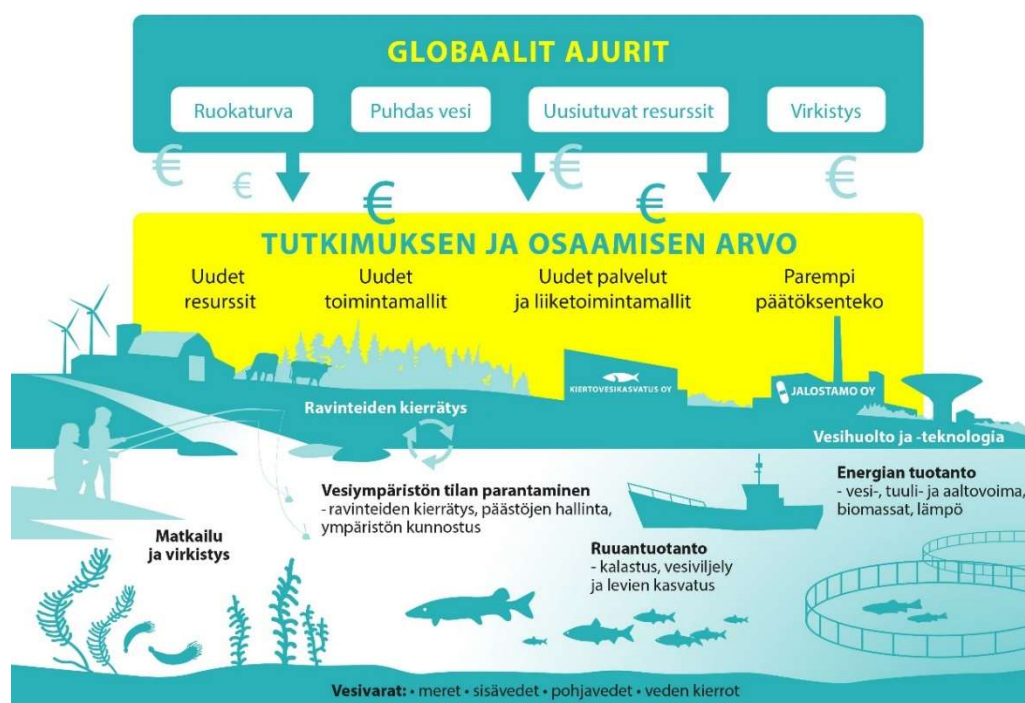 GLOBAALIT AJURIT
Ruokaturva
Puhdas vesi
Uusiutuvat resurssit
Virkistys
€ € € € € €
TUTKIMUKSEN JA OSAAMISEN ARVO
Uudet
resurssit
Uudet
toimintamallit
Uudet palvelut
ja liiketoimintamallit
Parempi
päätöksenteko
KIERTOVESIKASVATUS OY
JALOSTAMO OY
Ravinteiden kierrätys
Vesihuolto ja -teknologia
Vesiympäristön tilan parantaminen
- ravinteiden kierrätys, päästöjen hallinta,
ympäristön kunnostus
Energian tuotanto
- vesi-, tuuli- ja aaltovoima,
biomassat, lämpö
Matkailu
ja virkistys
Ruuantuotanto
- kalastus, vesiviljely
ja levien kasvatus
Vesivarat: • meret • sisävedet • pohjavedet • veden kierrot